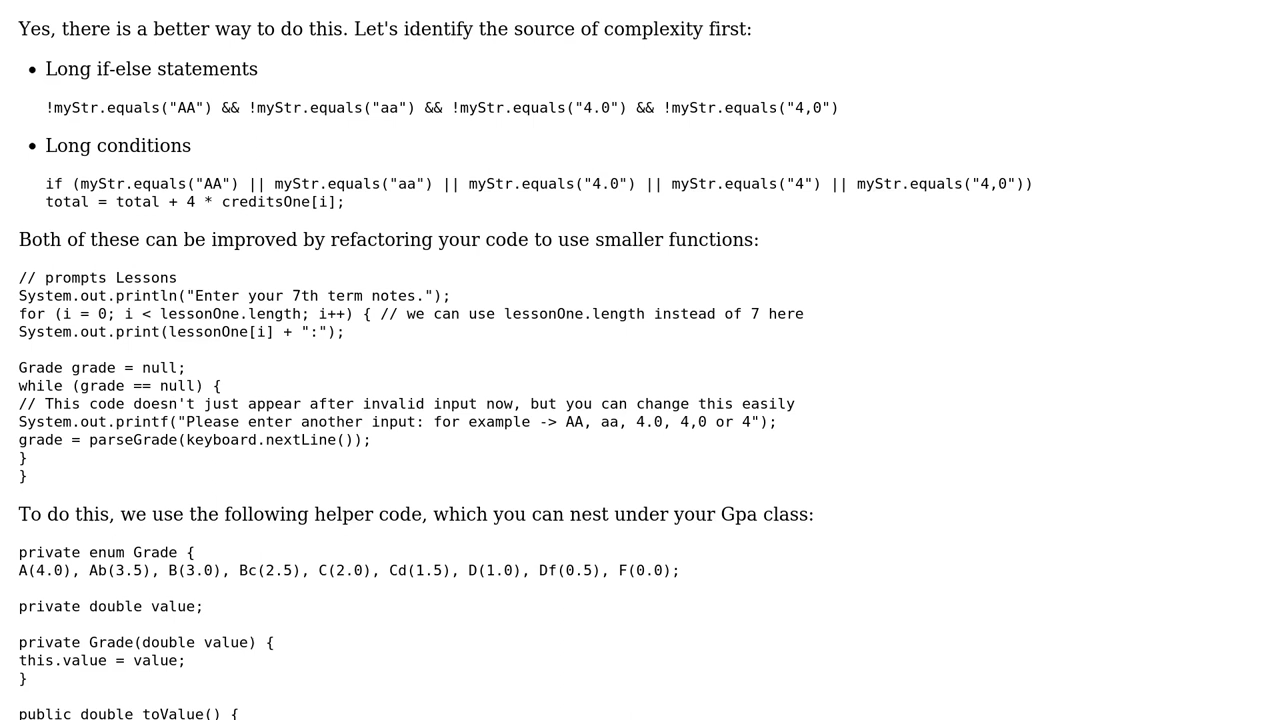 Yes, there is a better way to do this. Let's identify the source of complexity first:
• Long if-else statements
!myStr.equals("AA") && !myStr.equals("aa") && !myStr.equals("4.0") && !myStr.equals("4,0")
• Long conditions
if (myStr.equals("AA") || myStr.equals("aa") || myStr.equals("4.0") || myStr.equals("4") || myStr.equals("4,0"))
total = total + 4 * creditsOne[i];
Both of these can be improved by refactoring your code to use smaller functions:
// prompts Lessons
System.out.println("Enter your 7th term notes.");
for (i = 0; i < lessonOne.length; i++) { // we can use lessonOne.length instead of 7 here
System.out.print(lessonOne[i] + ":");
Grade grade = null;
while (grade == null) {
// This code doesn't just appear after invalid input now, but you can change this easily
System.out.printf("Please enter another input: for example -> AA, aa, 4.0, 4,0 or 4");
grade = parseGrade(keyboard.nextLine());
}
}
To do this, we use the following helper code, which you can nest under your Gpa class:
private enum Grade {
A(4.0), Ab(3.5), B(3.0), Bc(2.5), C(2.0), Cd(1.5), D(1.0), Df(0.5), F(0.0);
private double value;
private Grade(double value) {
this.value = value;
}
public double toValue() {